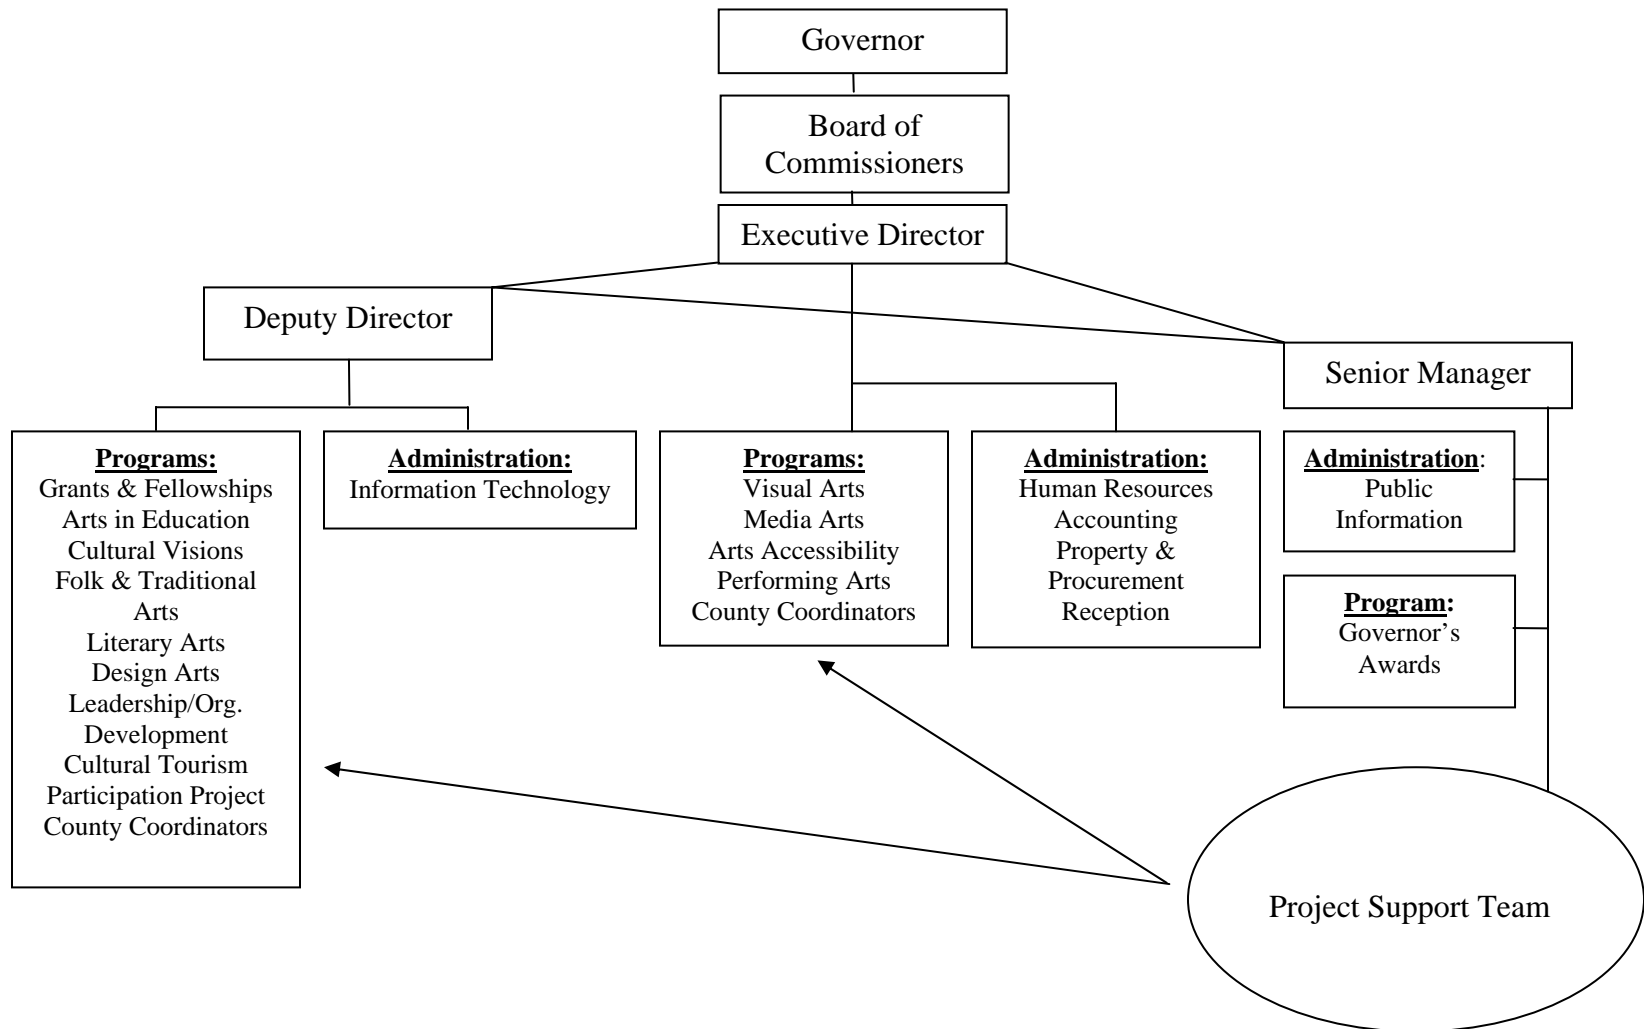 Governor
Board of
Commissioners
Executive Director
Deputy Director
Senior Manager
Programs:
Grants & Fellowships
Arts in Education
Cultural Visions
Folk & Traditional
Arts
Literary Arts
Design Arts
Leadership/Org.
Development
Cultural Tourism
Participation Project
County Coordinators
Administration:
Information Technology
Programs:
Visual Arts
Media Arts
Arts Accessibility
Performing Arts
County Coordinators
Administration:
Human Resources
Accounting
Property &
Procurement
Reception
Administration:
Public
Information
Program:
Governor’s
Awards
Project Support Team